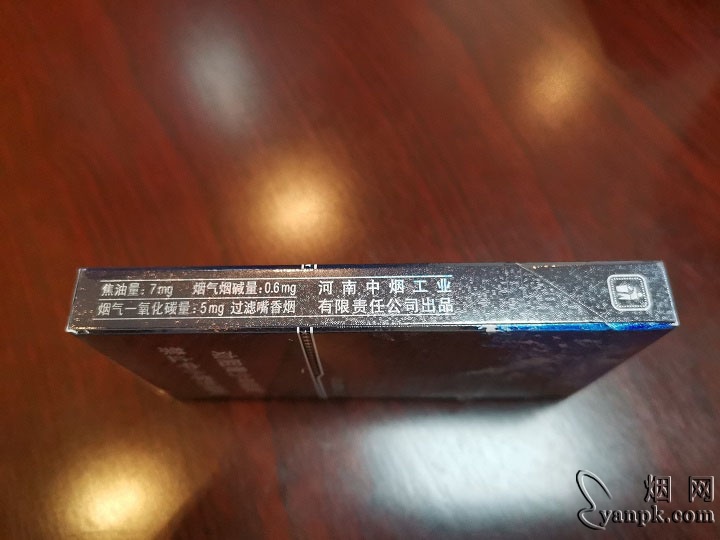 焦油量:7mg 烟气烟碱量:0.6mg 河南中烟工业
烟气一氧化碳量:5mg 过滤嘴香烟 有限责任公司出品
烟网
yanpk.com